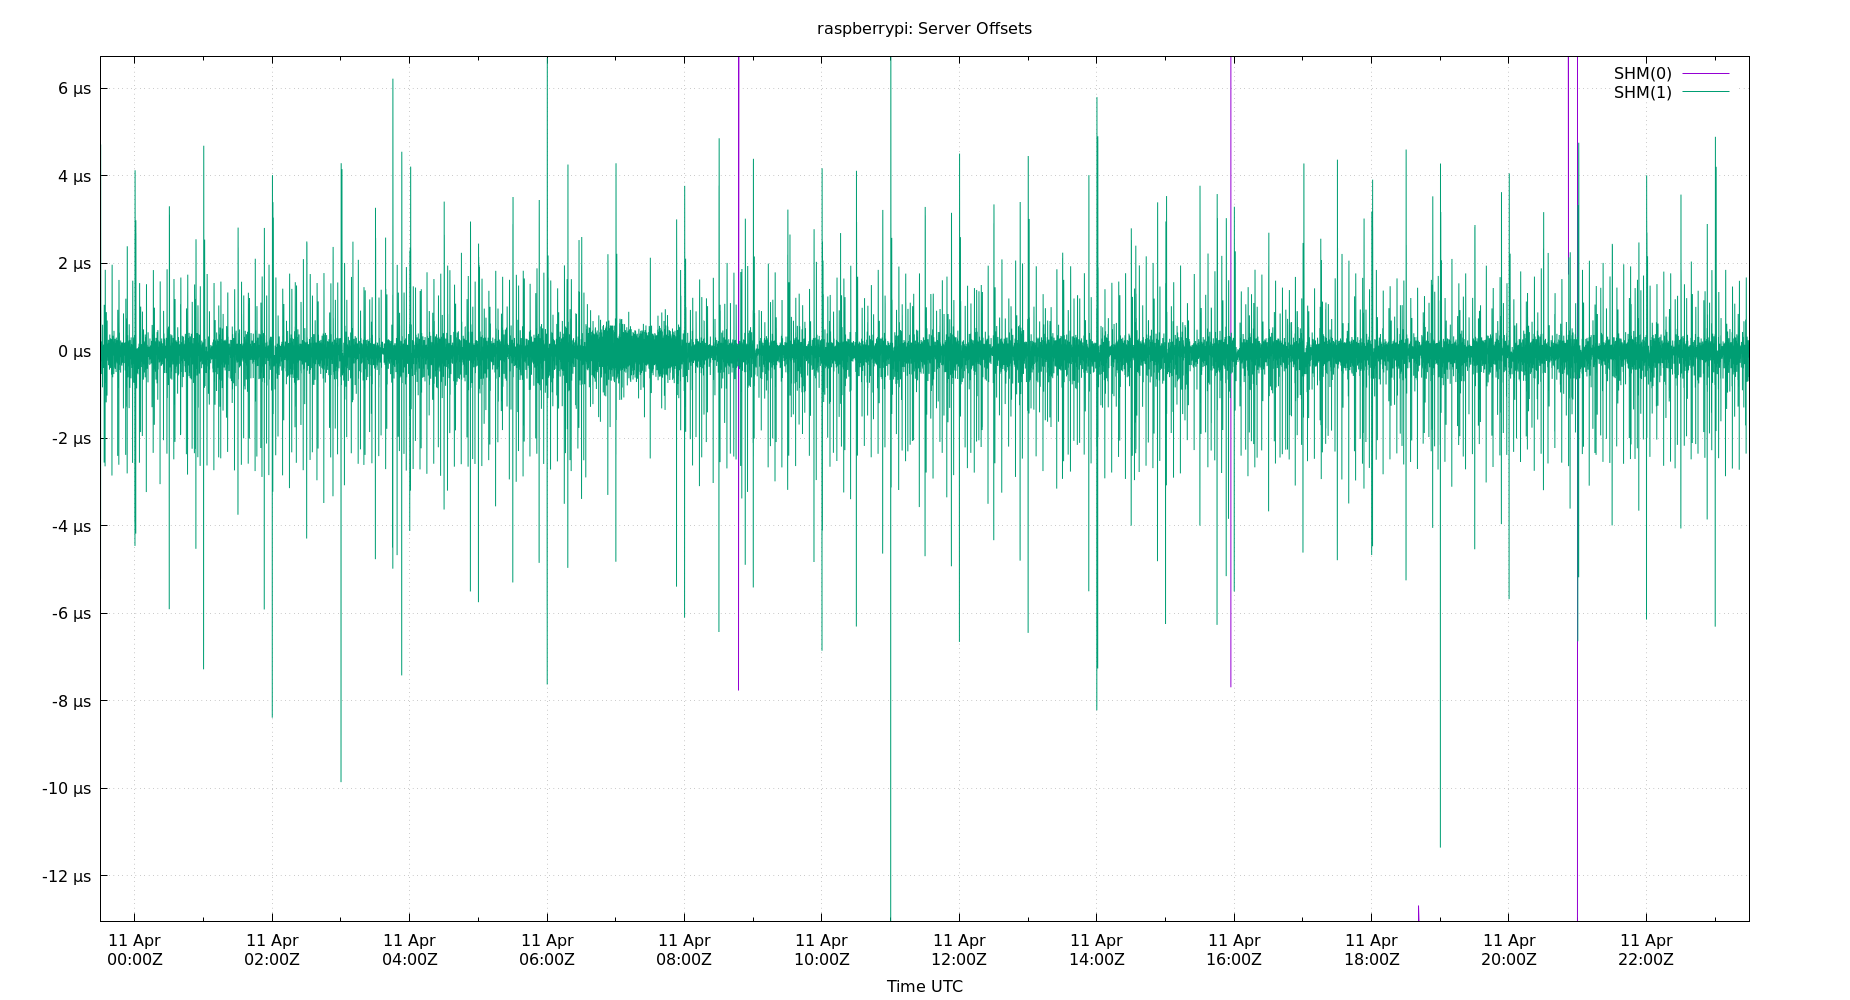 raspberrypi: Server Offsets
SHM(0)
SHM(1)
6 µs
4 µs
2 µs
0 µs
-2 µs
-4 µs
-6 µs
-8 µs
-10 µs
-12 µs
11 Apr 11 Apr 11 Apr 11 Apr 11 Apr 11 Apr 11 Apr 11 Apr 11 Apr 11 Apr 11 Apr 11 Apr
00:00Z 02:00Z 04:00Z 06:00Z 08:00Z 10:00Z 12:00Z 14:00Z 16:00Z 18:00Z 20:00Z 22:00Z
Time UTC